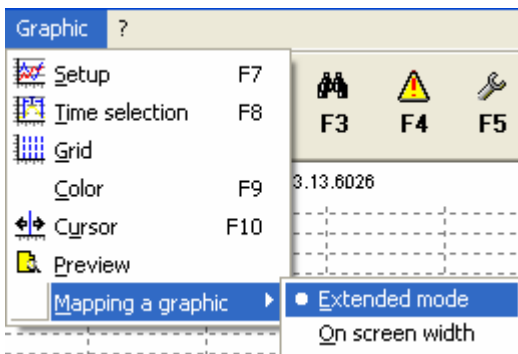 Graphic ?
Setup F7
Time selection F8
Grid
Color F9
Cursor F10
Preview
Mapping a graphic
Extended mode
On screen width
F3 F4 F5
3.13.6026